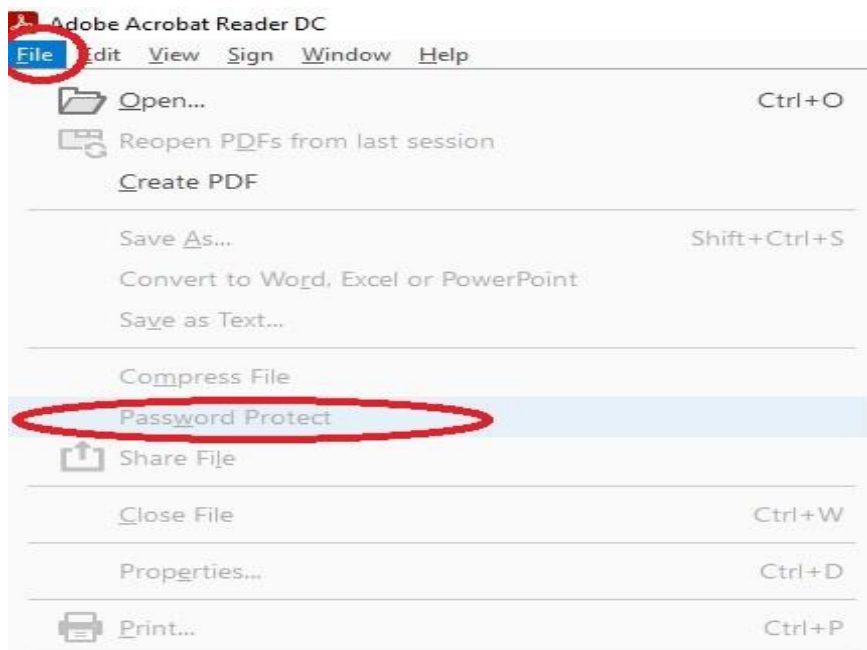 Adobe Acrobat Reader DC
File Edit View Sign Window Help
Open... Ctrl+O
Reopen PDFs from last session
Create PDF
Save As... Shift+Ctrl+S
Convert to Word, Excel or PowerPoint
Save as Text...
Compress File
Password Protect
Share File
Close File Ctrl+W
Properties... Ctrl+D
Print... Ctrl+P